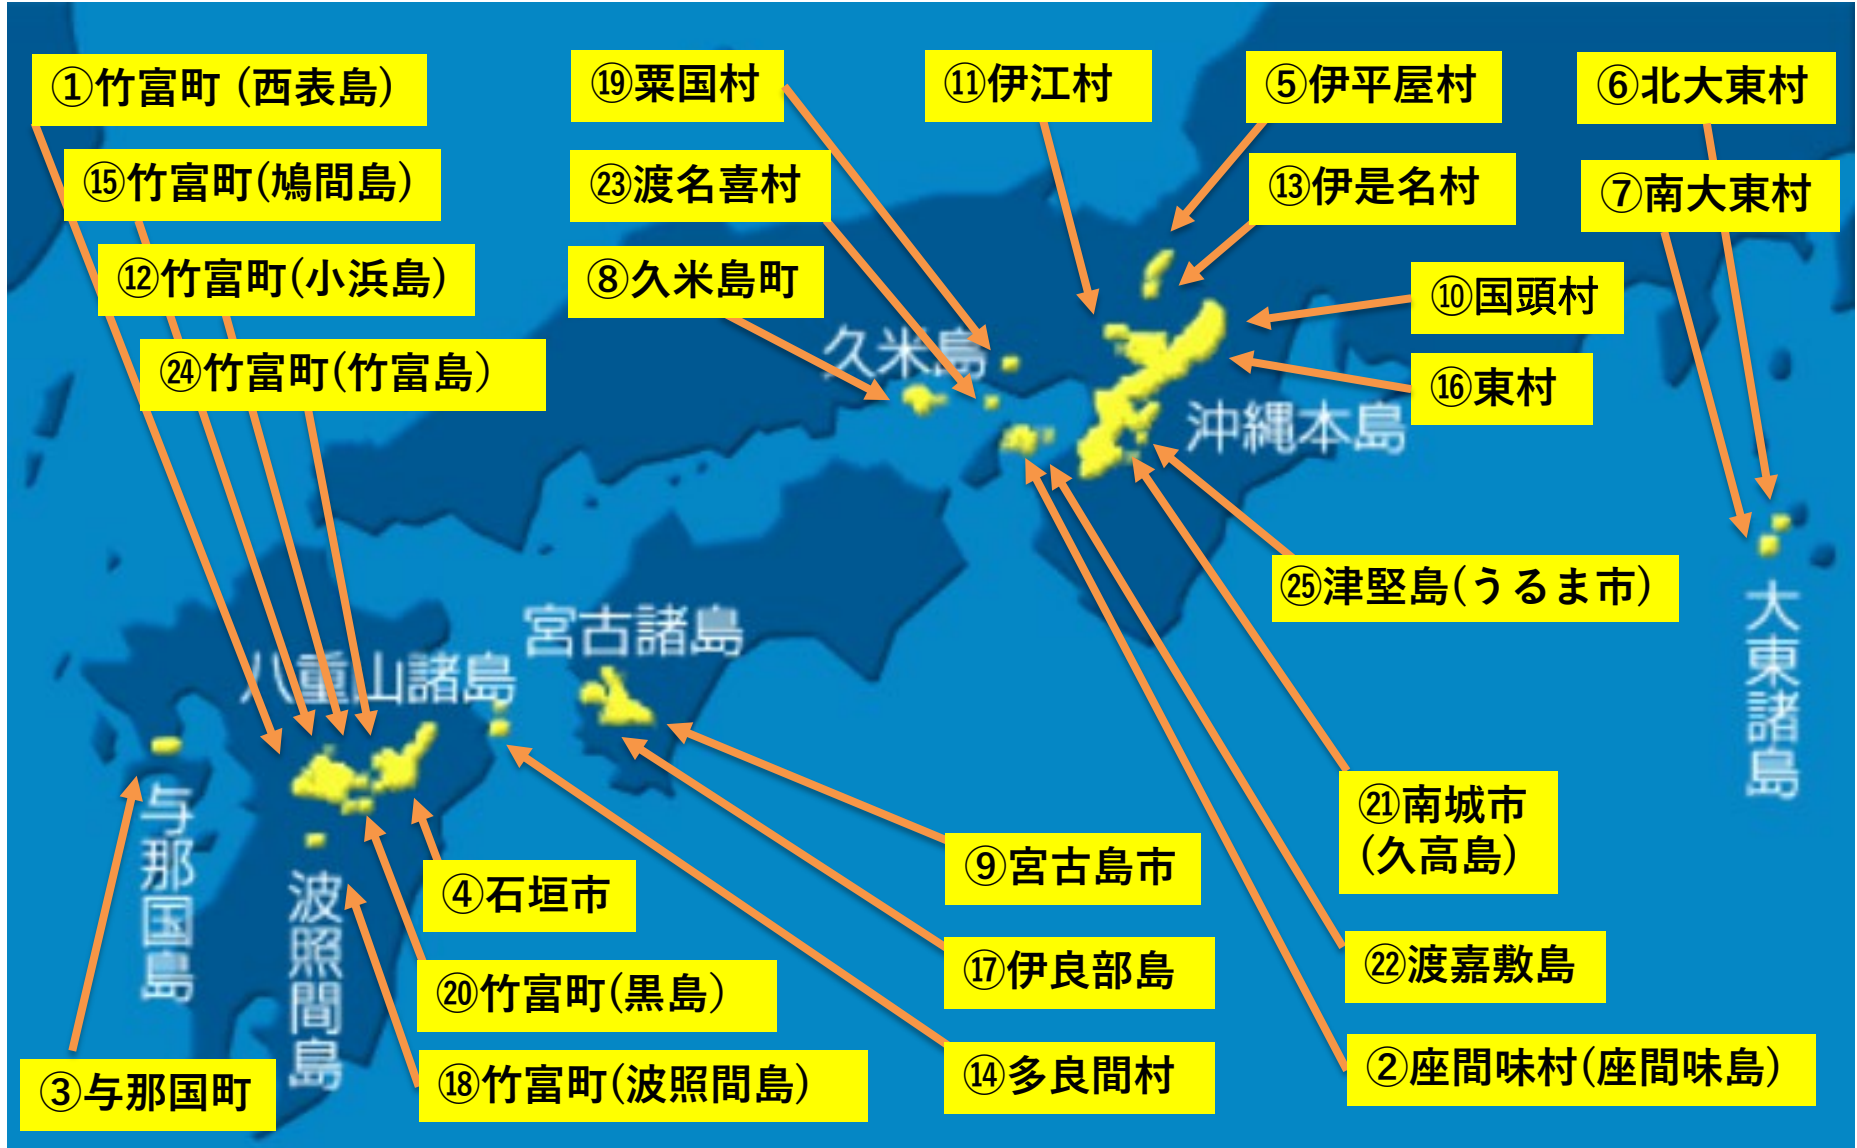 ①竹富町 (西表島)
⑮竹富町(鳩間島)
⑫竹富町(小浜島)
㉔竹富町(竹富島)
⑲粟国村
㉓渡名喜村
⑧久米島町
⑪伊江村
⑤伊平屋村
⑬伊是名村
⑥北大東村
⑦南大東村
⑩国頭村
⑯東村
久米島
沖縄本島
㉕津堅島(うるま市)
大東諸島
宮古諸島
八重山諸島
与那国島
波照間島
㉑南城市
(久高島)
⑨宮古島市
④石垣市
⑰伊良部島
㉒渡嘉敷島
⑳竹富町(黒島)
⑭多良間村
②座間味村(座間味島)
⑱竹富町(波照間島)
③与那国町